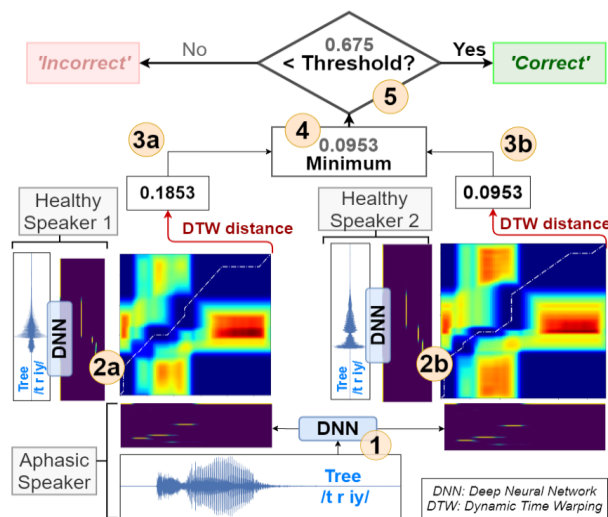 0.675
< Threshold?
No
Yes
'Incorrect'
'Correct'
5
4
3a
3b
0.0953
Minimum
0.1853
0.0953
Healthy
Speaker 1
Healthy
Speaker 2
DTW distance
DTW distance
Tree
/t r iy/
DNN
2a
Tree
/t r iy/
DNN
2b
DNN
1
Aphasic
Speaker
Tree
/t r iy/
DNN: Deep Neural Network
DTW: Dynamic Time Warping